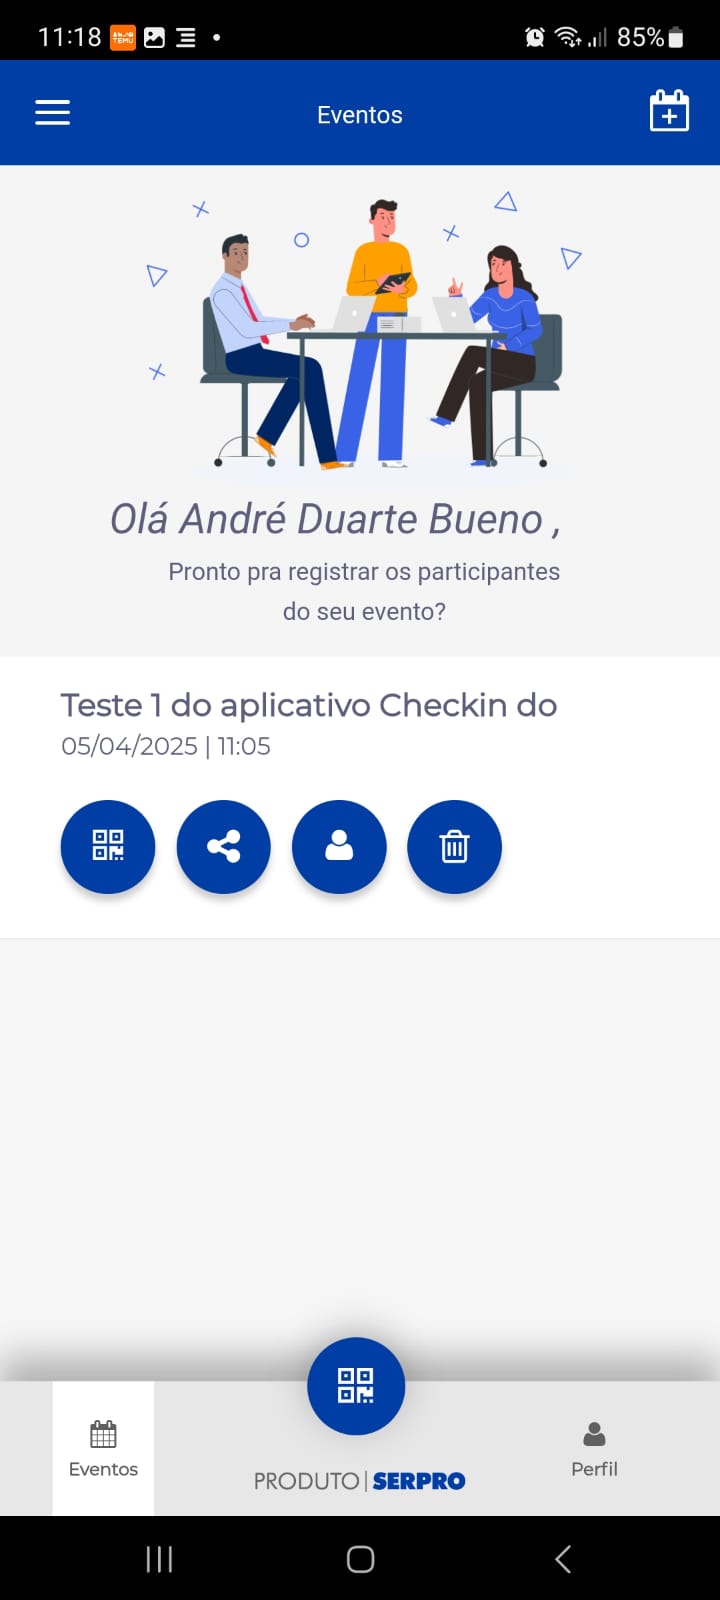 11:18 TEMU 85%
Eventos
Olá André Duarte Bueno ,
Pronto pra registrar os participantes
do seu evento?
Teste 1 do aplicativo Checkin do
05/04/2025 | 11:05
Eventos
PRODUTO | SERPRO
Perfil